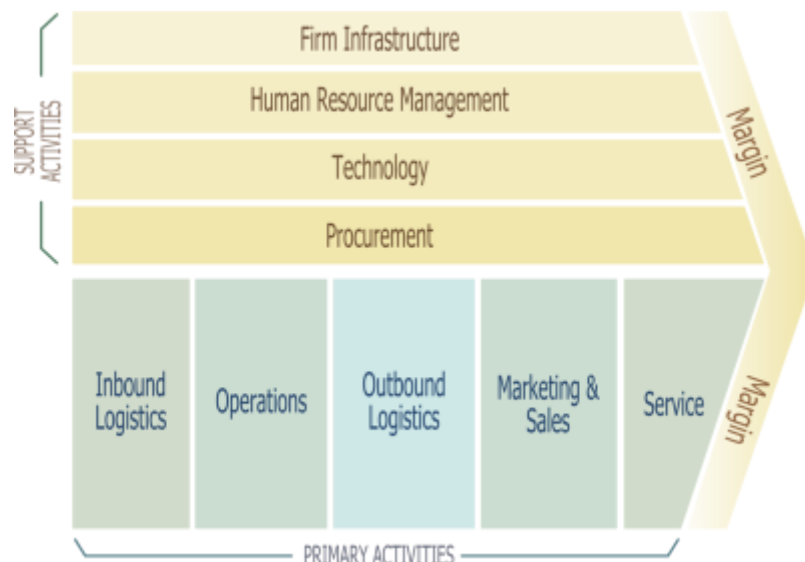 Firm Infrastructure
Human Resource Management
Technology
Procurement
SUPPORT
ACTIVITIES
Margin
Inbound
Logistics
Operations
Outbound
Logistics
Marketing &
Sales
Service
Margin
PRIMARY ACTIVITIES